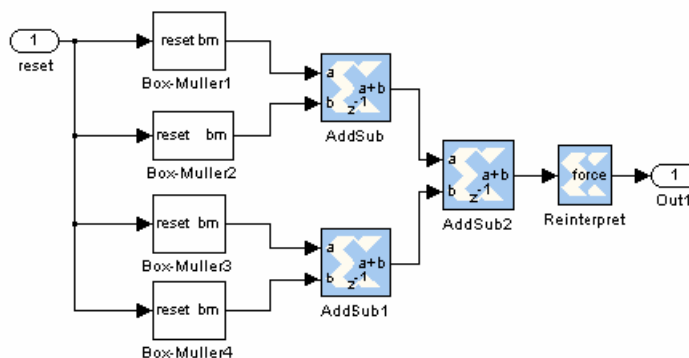 1
reset
reset bm
Box-Muller1
reset bm
Box-Muller2
reset bm
Box-Muller3
reset bm
Box-Muller4
a
b
a+b
z-1
AddSub
a
b
a+b
z-1
AddSub1
a
b
a+b
z-1
AddSub2
force
Reinterpret
1
Out1